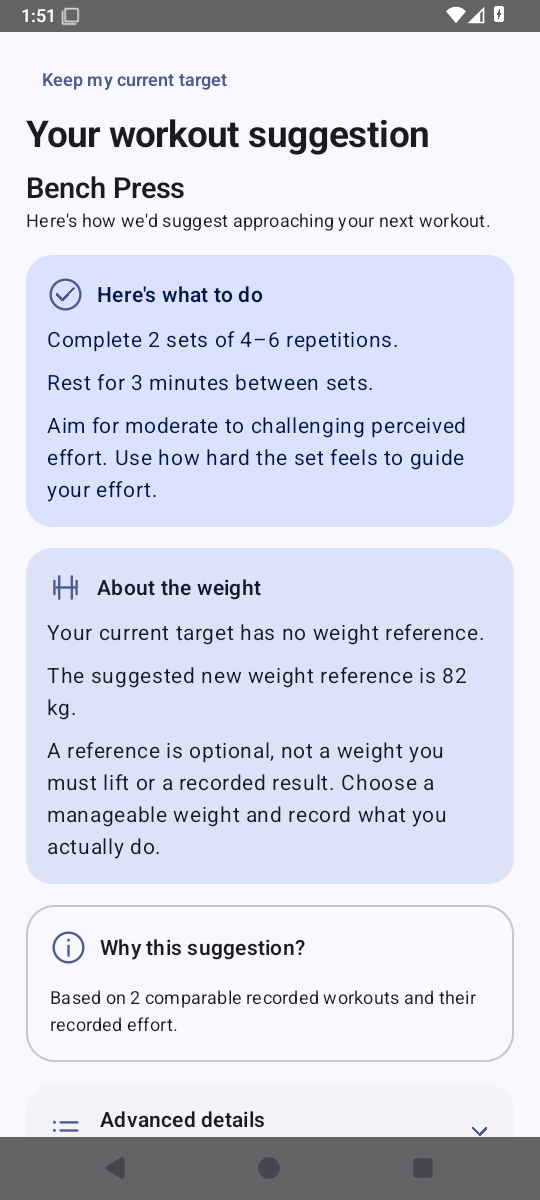 1:51
Keep my current target
Your workout suggestion
Bench Press
Here's how we'd suggest approaching your next workout.
Here's what to do
Complete 2 sets of 4–6 repetitions.
Rest for 3 minutes between sets.
Aim for moderate to challenging perceived
effort. Use how hard the set feels to guide
your effort.
About the weight
Your current target has no weight reference.
The suggested new weight reference is 82
kg.
A reference is optional, not a weight you
must lift or a recorded result. Choose a
manageable weight and record what you
actually do.
Why this suggestion?
Based on 2 comparable recorded workouts and their
recorded effort.
Advanced details